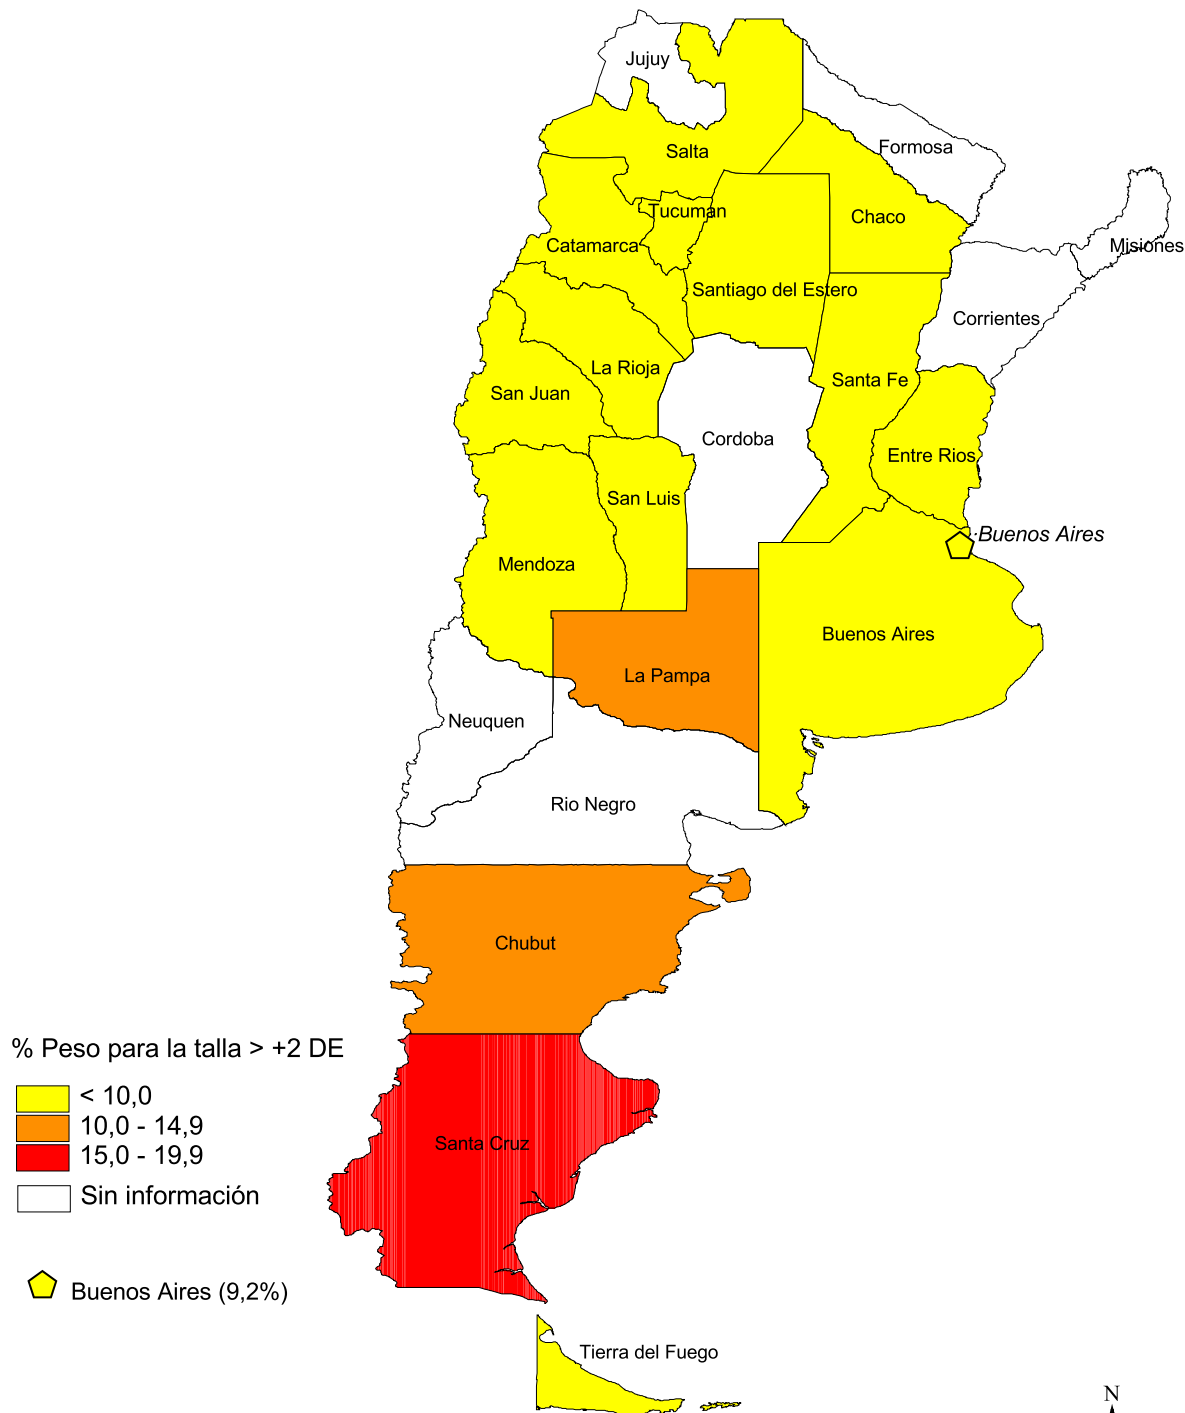 Jujuy
Formosa
Salta
Tucuman
Chaco
Catamarca
Misiones
Santiago del Estero
Corrientes
La Rioja
Santa Fe
San Juan
Cordoba
Entre Rios
San Luis
Buenos Aires
Mendoza
Buenos Aires
La Pampa
Neuquen
Rio Negro
Chubut
% Peso para la talla > +2 DE
< 10,0
10,0 - 14,9
15,0 - 19,9
Sin información
Santa Cruz
Buenos Aires (9,2%)
Tierra del Fuego
N